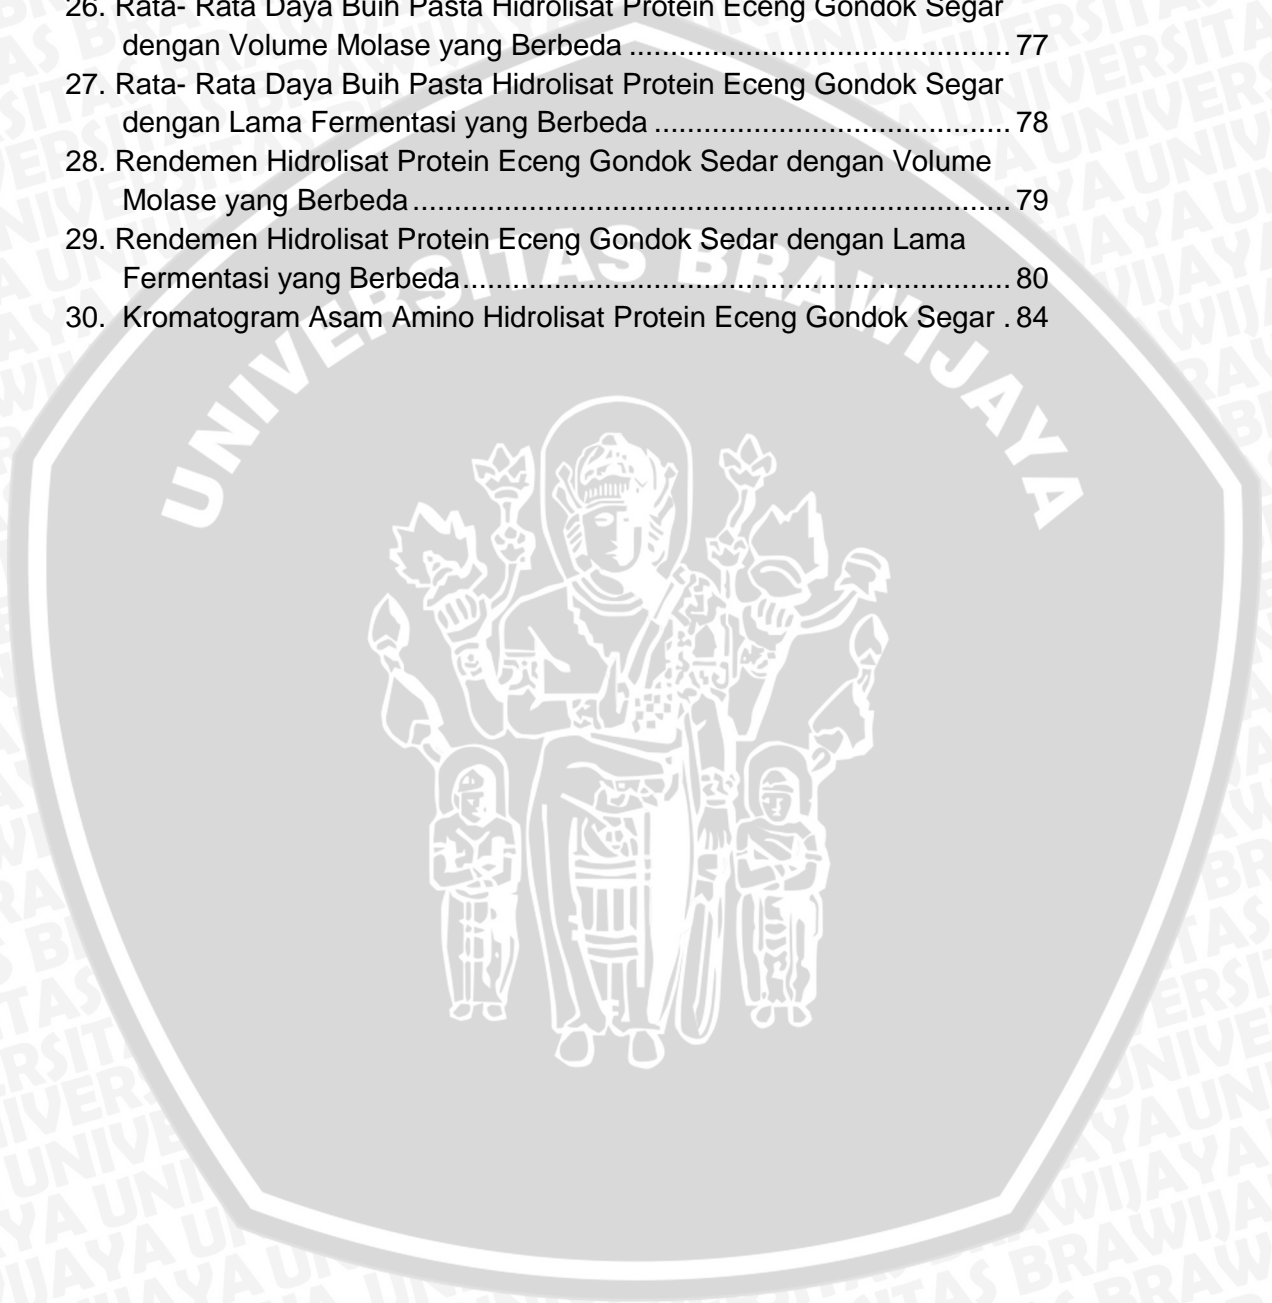 26. Rata- Rata Daya Buih Pasta Hidrolisat Protein Eceng Gondok Segar
dengan Volume Molase yang Berbeda .............................................. 77
27. Rata- Rata Daya Buih Pasta Hidrolisat Protein Eceng Gondok Segar
dengan Lama Fermentasi yang Berbeda ........................................... 78
28. Rendemen Hidrolisat Protein Eceng Gondok Sedar dengan Volume
Molase yang Berbeda ........................................................................ 79
29. Rendemen Hidrolisat Protein Eceng Gondok Sedar dengan Lama
Fermentasi yang Berbeda .................................................................. 80
30. Kromatogram Asam Amino Hidrolisat Protein Eceng Gondok Segar . 84
UNIVERSITAS BRAWIJAYA